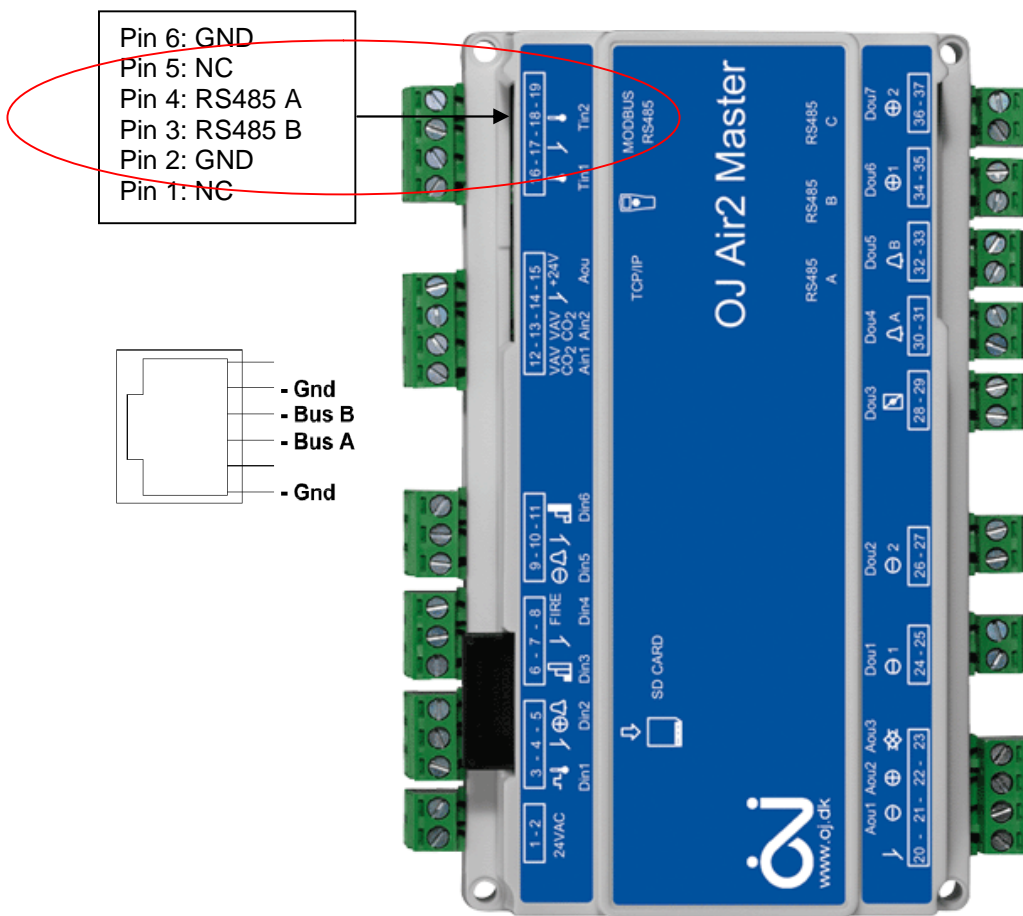 Pin 6: GND
Pin 5: NC
Pin 4: RS485 A
Pin 3: RS485 B
Pin 2: GND
Pin 1: NC
- Gnd
- Bus B
- Bus A
- Gnd
16 - 17 - 18 - 19
Tin1 Tin2
12 - 13 - 14 - 15
VAV VAV +24V
CO2 CO2
Ain1 Ain2 Aou
9 - 10 - 11
Din5 Din6
6 - 7 - 8
FIRE
Din3 Din4
3 - 4 - 5
Din1 Din2
1 - 2
24VAC
MODBUS
RS485
TCP/IP
SD CARD
OJ Air2 Master
RS485
A
RS485
B
RS485
C
OJ
www.oj.dk
Dou7
2
36 - 37
Dou6
1
34 - 35
Dou5
B
32 - 33
Dou4
A
30 - 31
Dou3
28 - 29
Dou2
2
26 - 27
Dou1
1
24 - 25
Aou1 Aou2 Aou3
20 - 21 - 22 - 23